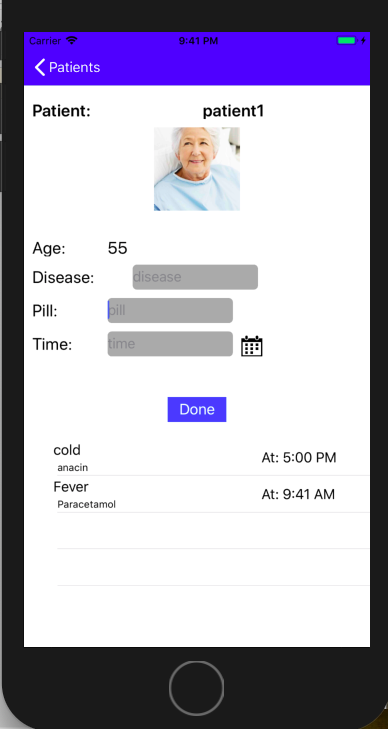 Carrier 9:41 PM
Patients
Patient: patient1
Age: 55
Disease: disease
Pill: pill
Time: time
Done
cold
anacin
At: 5:00 PM
Fever
Paracetamol
At: 9:41 AM